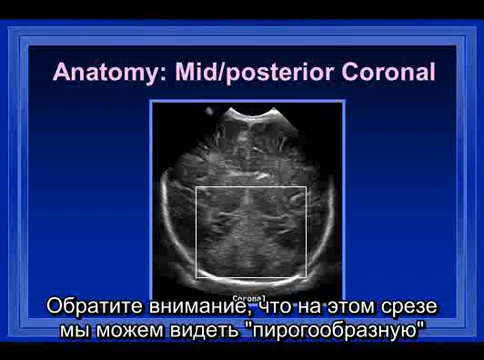 Anatomy: Mid/posterior Coronal
Coronal
Обратите внимание, что на этом срезе
мы можем видеть "пирогообразную"